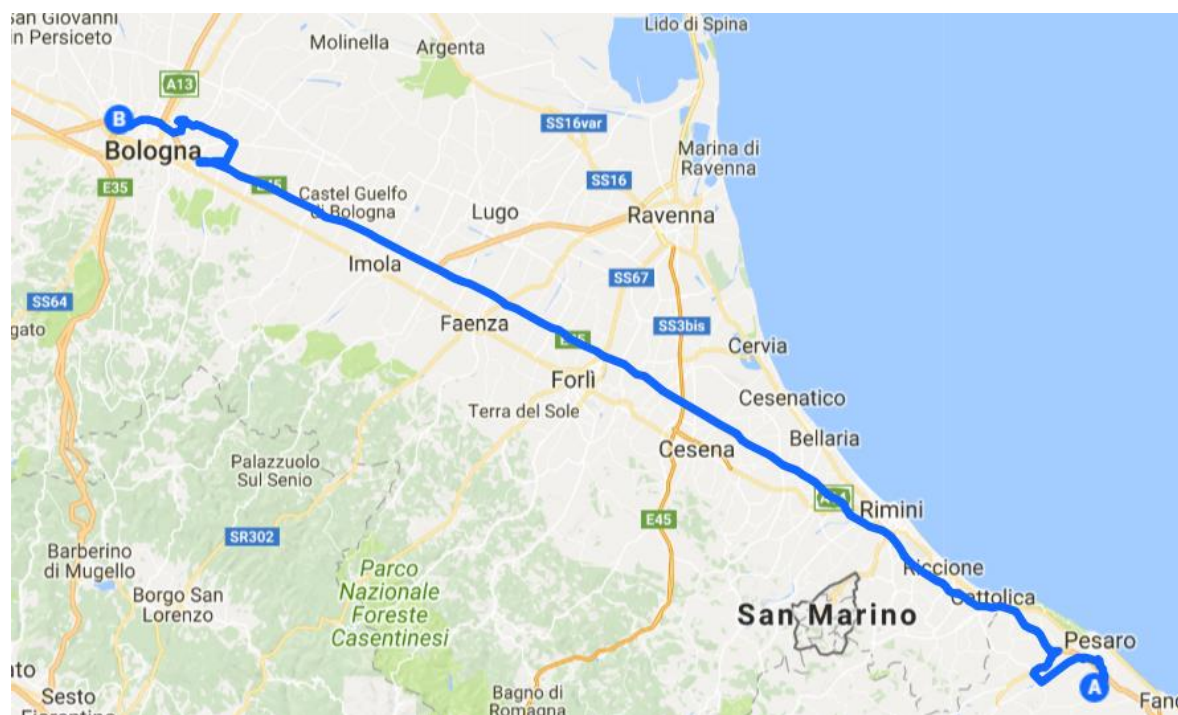 san Giovanni
in Persiceto
Molinella
Argenta
Lido di Spina
A13
B
Bologna
SS16var
Marina di
Ravenna
E35
Castel Guelfo
di Bologna
SS16
Lugo
Ravenna
Imola
SS67
SS64
gato
Faenza
SS3bis
Cervia
Forlì
Terra del Sole
Cesenatico
Cesena
Bellaria
Palazzuolo
Sul Senio
Rimini
E45
SR302
Barberino
di Mugello
Parco
Nazionale
Foreste
Casentinesi
Riccione
Cattolica
Borgo San
Lorenzo
San Marino
Pesaro
A
Fano
Sesto
Bagno di
Romagna